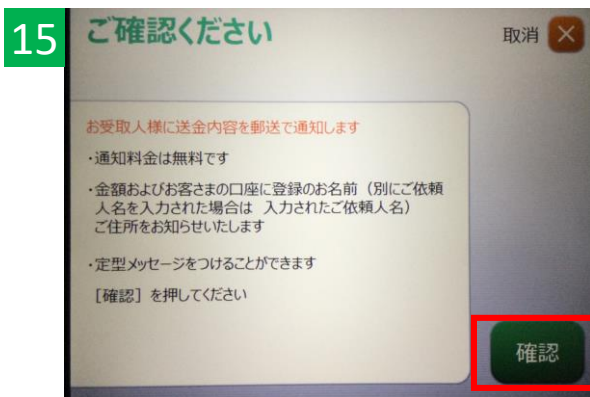 15
ご確認ください
取消
お受取人様に送金内容を郵送で通知します
・通知料金は無料です
・金額およびお客さまの口座に登録のお名前（別にご依頼
人名を入力された場合は 入力されたご依頼人名）
ご住所をお知らせいたします
・定型メッセージをつけることができます
［確認］を押してください
確認